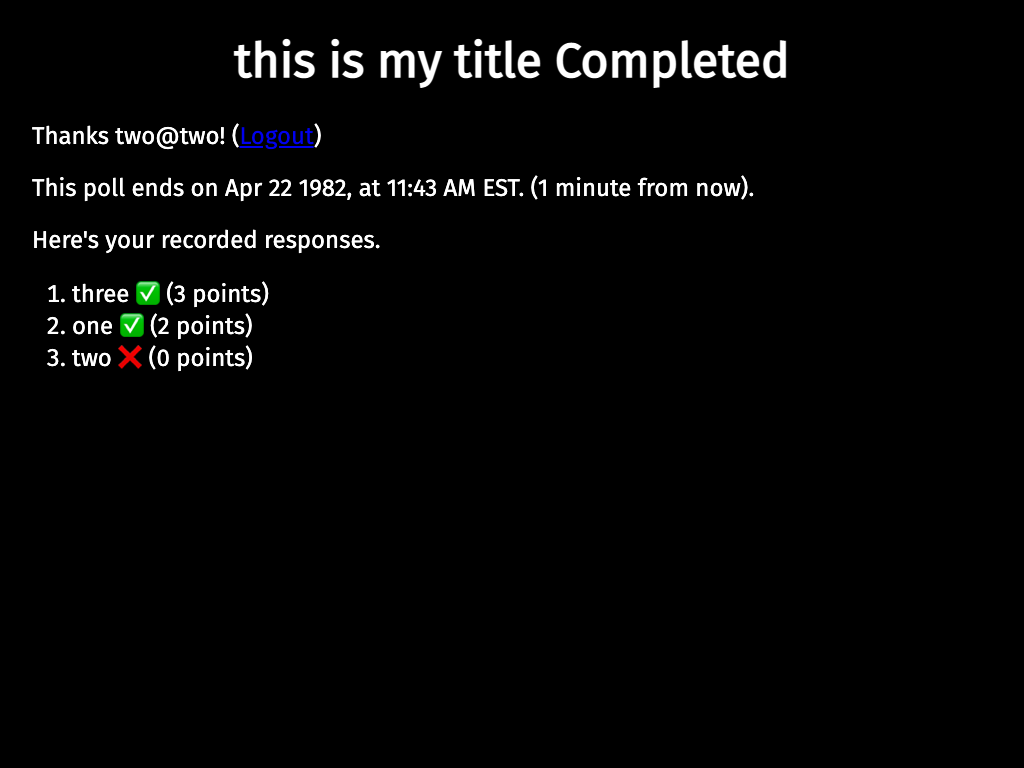 this is my title Completed
Thanks two@two! (Logout)
This poll ends on Apr 22 1982, at 11:43 AM EST. (1 minute from now).
Here's your recorded responses.
1. three ✅ (3 points)
2. one ✅ (2 points)
3. two ❌ (0 points)